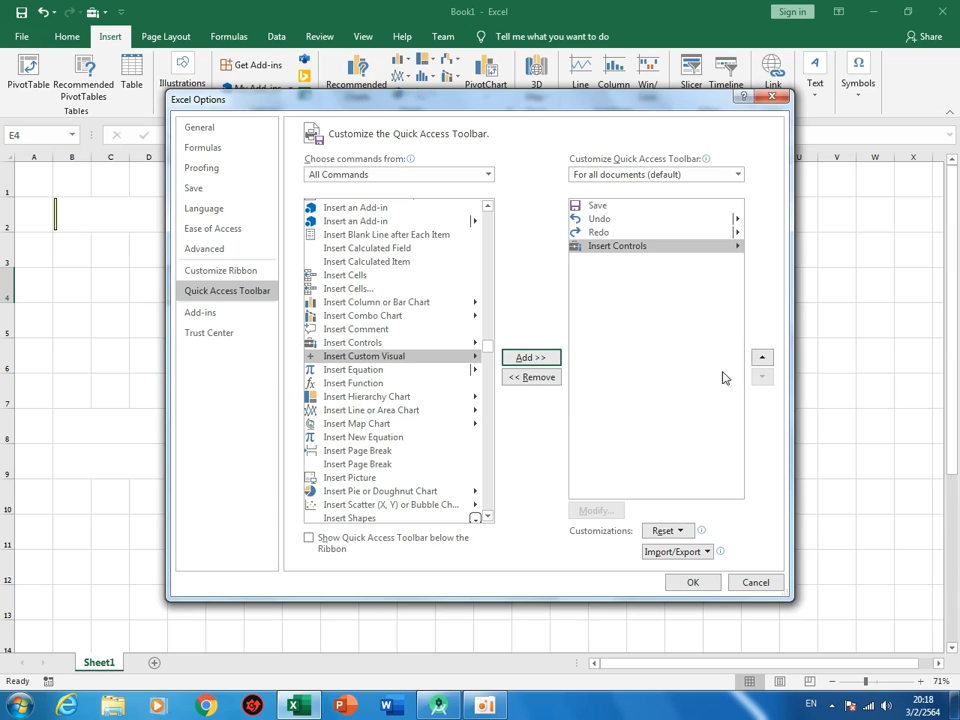 Book1 - Excel
Sign in
File Home Insert Page Layout Formulas Data Review View Help Team Tell me what you want to do Share
PivotTable Recommended PivotTables Table
Tables
Illustrations
Get Add-ins
My Add-ins
Recommended
PivotChart
3D
Line Column Win/
Slicer Timeline
Link
Text
Symbols
E4
A B C D U V W X
1
2
3
4
5
6
7
8
9
10
11
12
13
14
Excel Options
General
Formulas
Proofing
Save
Language
Ease of Access
Advanced
Customize Ribbon
Quick Access Toolbar
Add-ins
Trust Center
Customize the Quick Access Toolbar.
Choose commands from:
All Commands
Insert an Add-in
Insert an Add-in
Insert Blank Line after Each Item
Insert Calculated Field
Insert Calculated Item
Insert Cells
Insert Cells...
Insert Column or Bar Chart
Insert Combo Chart
Insert Comment
Insert Controls
Insert Custom Visual
Insert Equation
Insert Function
Insert Hierarchy Chart
Insert Line or Area Chart
Insert Map Chart
Insert New Equation
Insert Page Break
Insert Page Break
Insert Picture
Insert Pie or Doughnut Chart
Insert Scatter (X, Y) or Bubble Ch...
Insert Shapes
Show Quick Access Toolbar below the
Ribbon
Add >>
<< Remove
Customize Quick Access Toolbar:
For all documents (default)
Save
Undo
Redo
Insert Controls
Modify...
Customizations: Reset
Import/Export
OK Cancel
Sheet1
Ready
71%
EN
20:18
3/2/2564